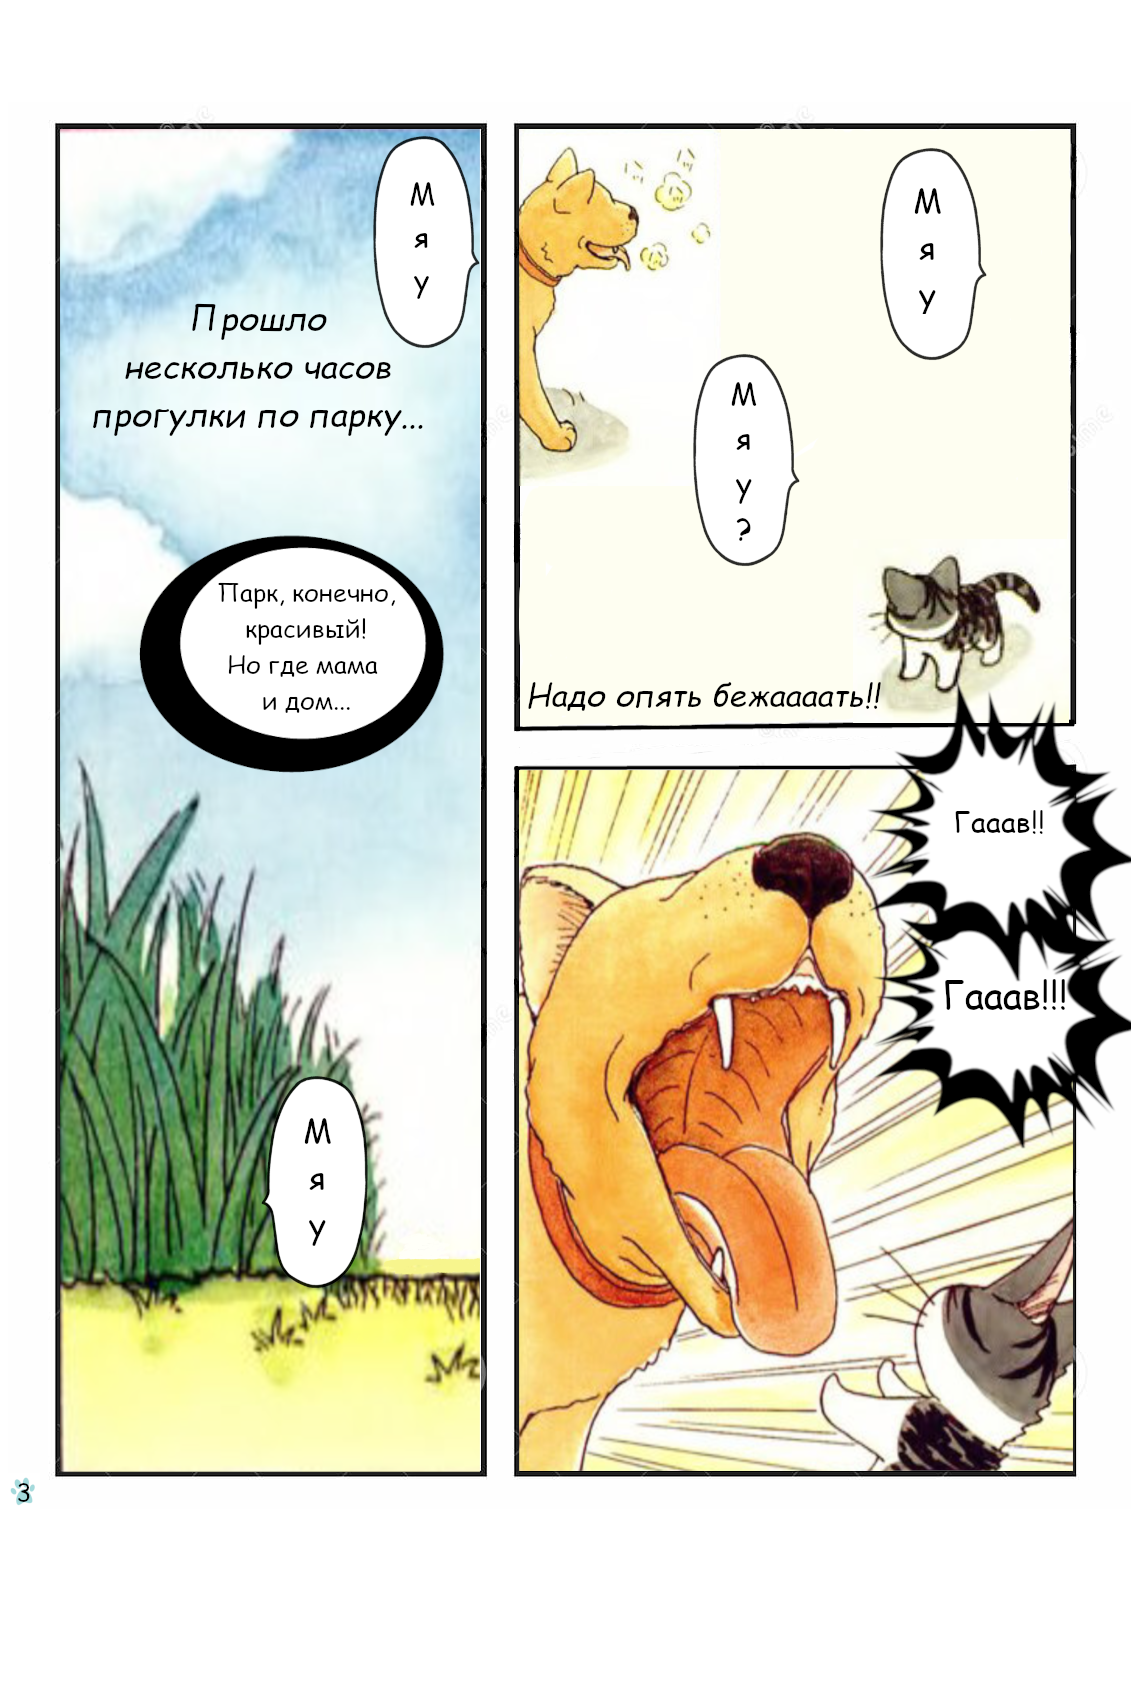 М
я
у
Прошло
несколько часов
прогулки по парку...
Парк, конечно,
красивый!
Но где мама
и дом...
М
я
у
М
я
у
М
я
у
?
Надо опять бежаааать!!
Гааав!!
Гааав!!!
3